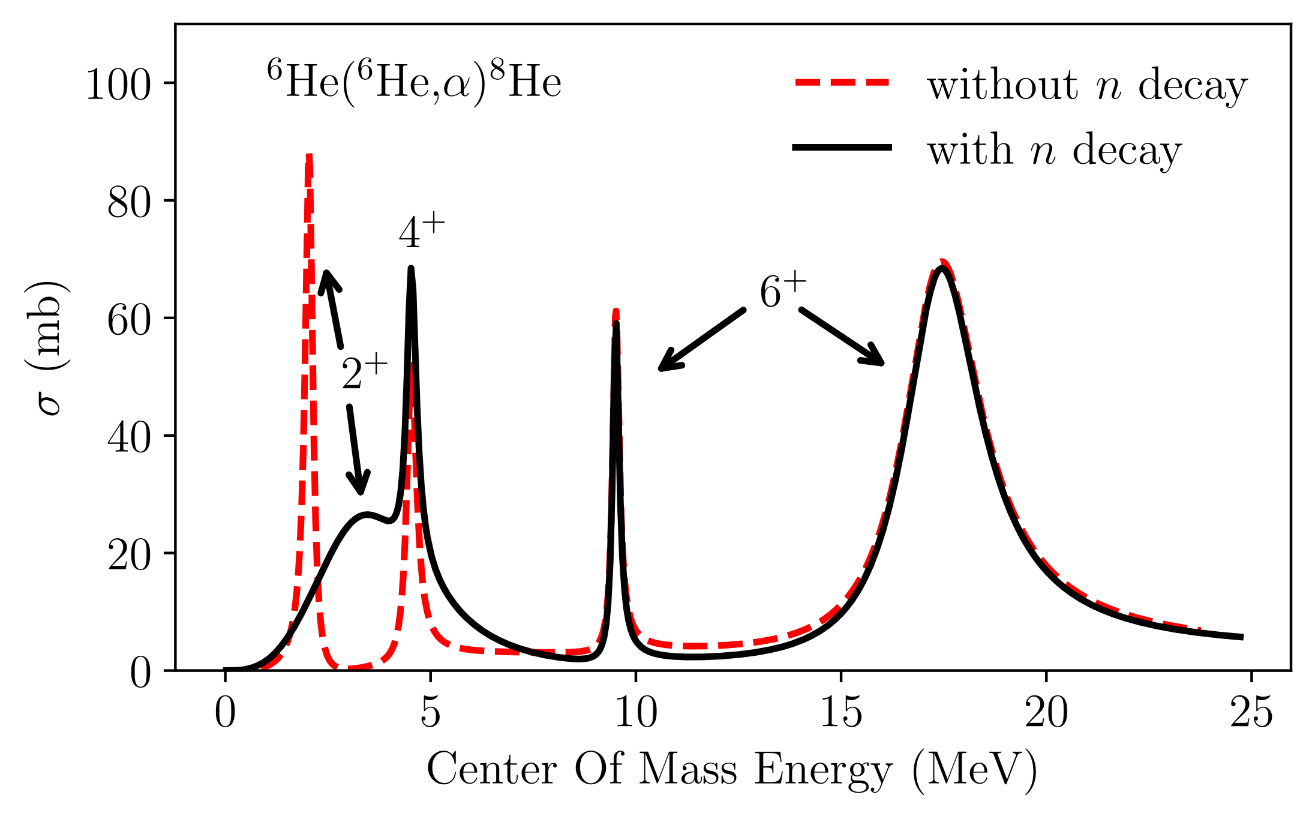 ⁶He(⁶He,α)⁸He
without n decay
with n decay
100
80
60
40
20
0
σ (mb)
2⁺
4⁺
6⁺
0 5 10 15 20 25
Center Of Mass Energy (MeV)